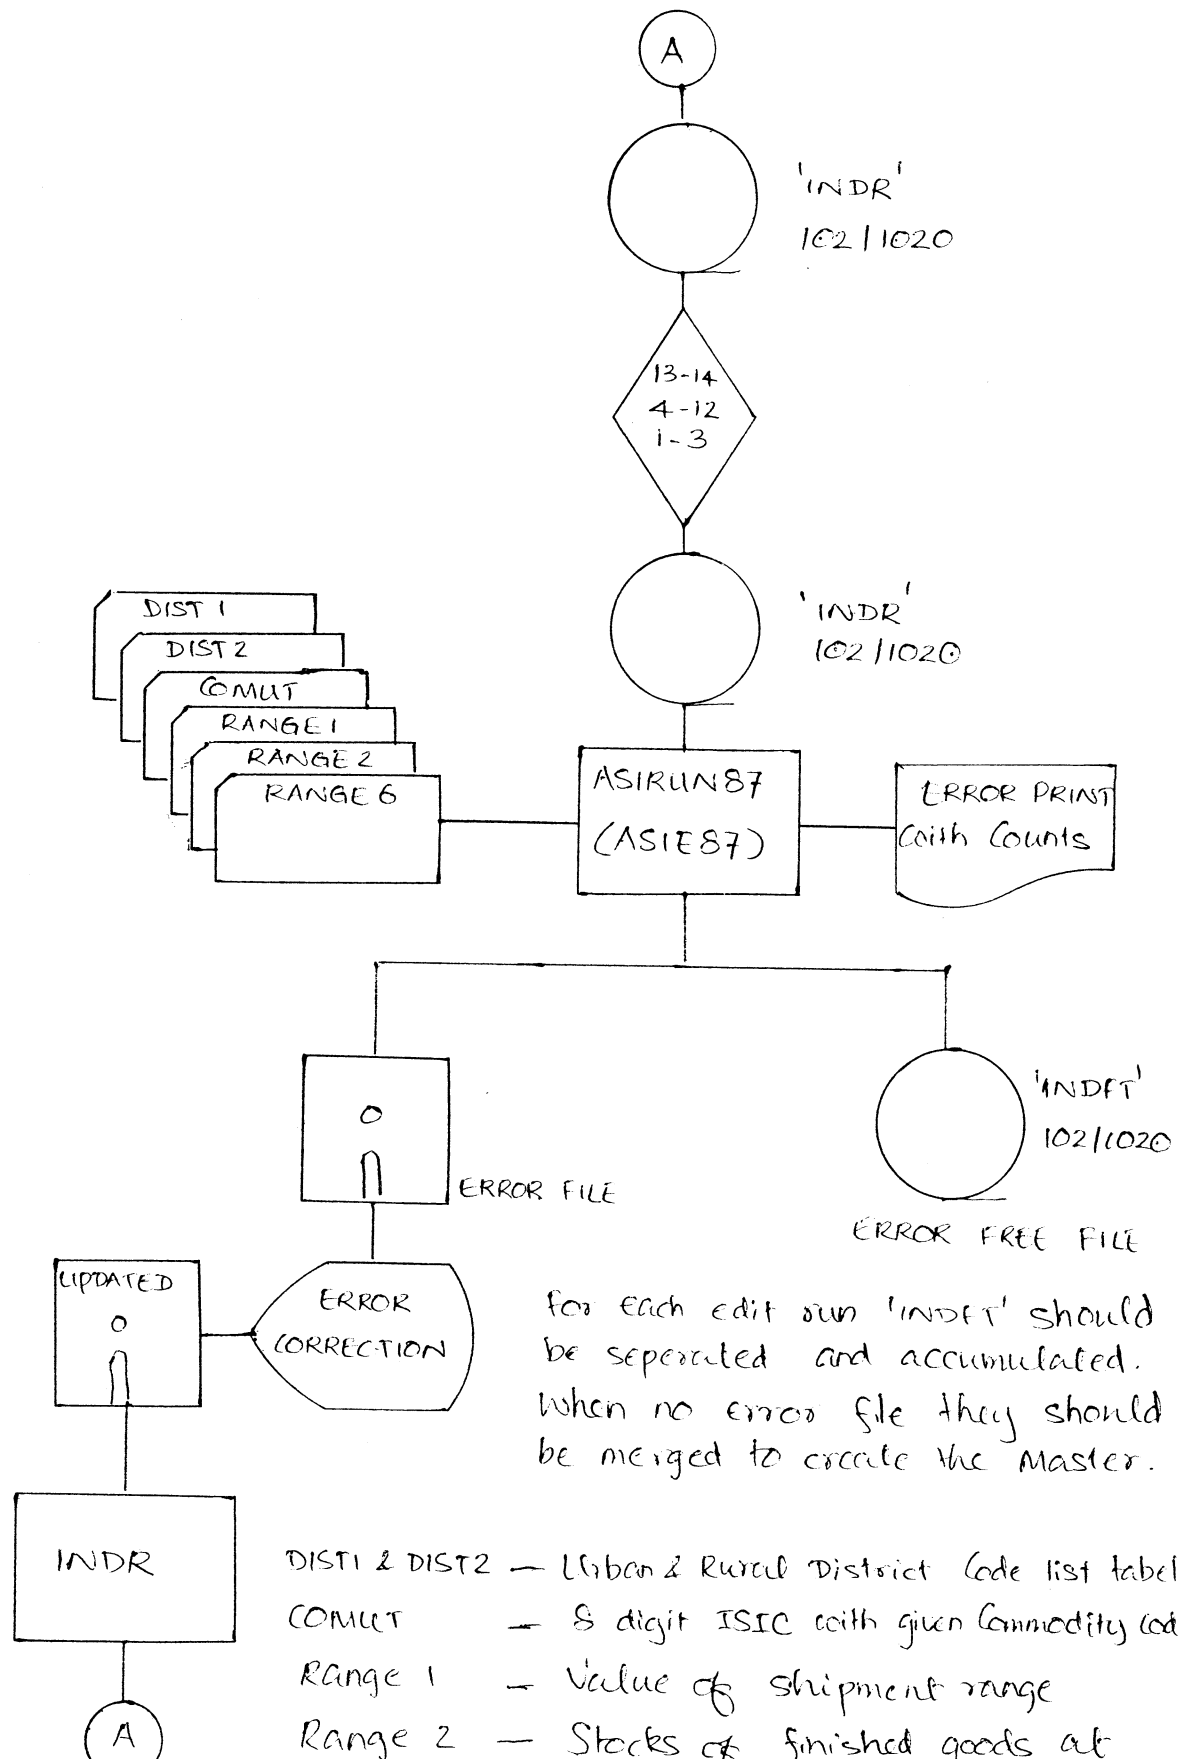 A
'INDR'
102/1020
13-14
4-12
1-3
'INDR'
102/1020
DIST 1
DIST 2
COMUT
RANGE 1
RANGE 2
RANGE 6
ASIRUN87
(ASIE87)
ERROR PRINT
with Counts
ERROR FILE
'INDFT'
102/1020
ERROR FREE FILE
UPDATED
ERROR
CORRECTION
for Each edit run 'INDFT' should
be seperated and accumulated.
When no error file they should
be merged to create the Master.
INDR
A
DIST1 & DIST2 — Urban & Rural District Code list tabel
COMUT — 8 digit ISIC with given Commodity cod
Range 1 — Value of shipment range
Range 2 — Stocks of finished goods at